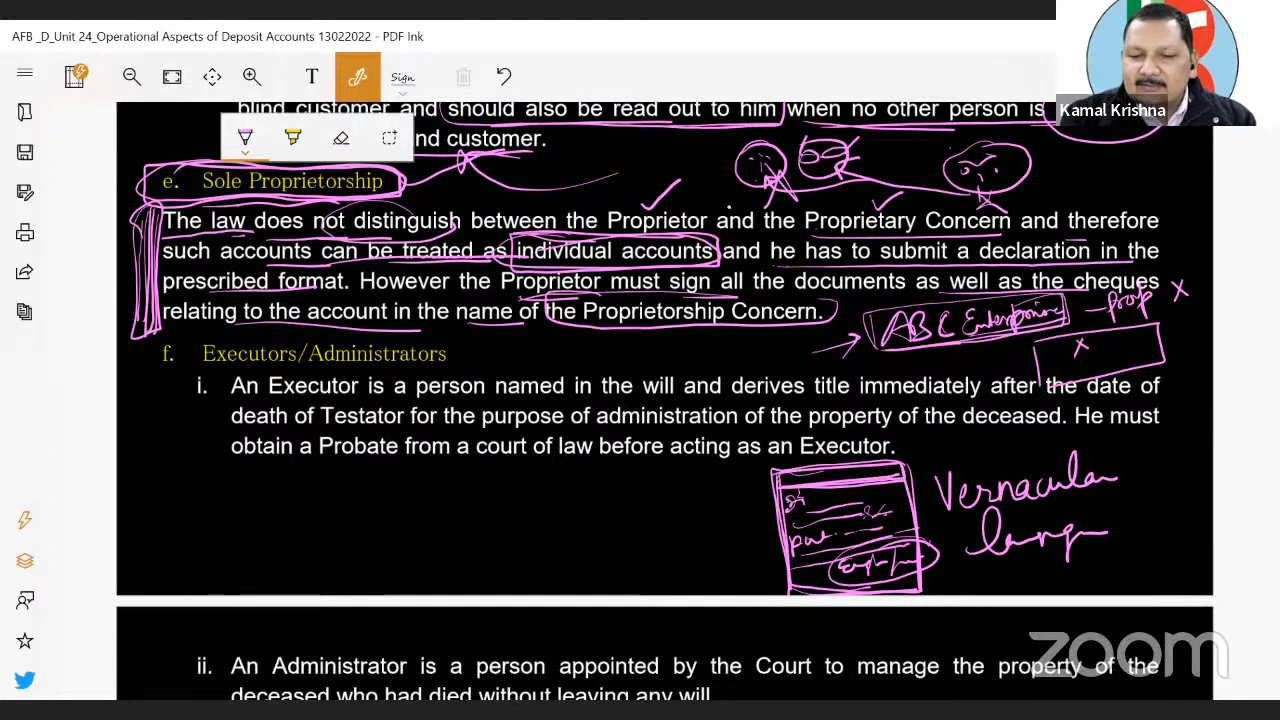 AFB _D_Unit 24_Operational Aspects of Deposit Accounts 13022022 - PDF Ink
Kamal Krishna
T
Sign
blind customer and should also be read out to him when no other person is
nd customer.
e. Sole Proprietorship
The law does not distinguish between the Proprietor and the Proprietary Concern and therefore
such accounts can be treated as individual accounts and he has to submit a declaration in the
prescribed format. However the Proprietor must sign all the documents as well as the cheques
relating to the account in the name of the Proprietorship Concern.
ABC Enterprises - prop x
x
f. Executors/Administrators
i. An Executor is a person named in the will and derives title immediately after the date of
death of Testator for the purpose of administration of the property of the deceased. He must
obtain a Probate from a court of law before acting as an Executor.
Vernacular
ii. An Administrator is a person appointed by the Court to manage the property of the
deceased who had died without leaving any will
zoom